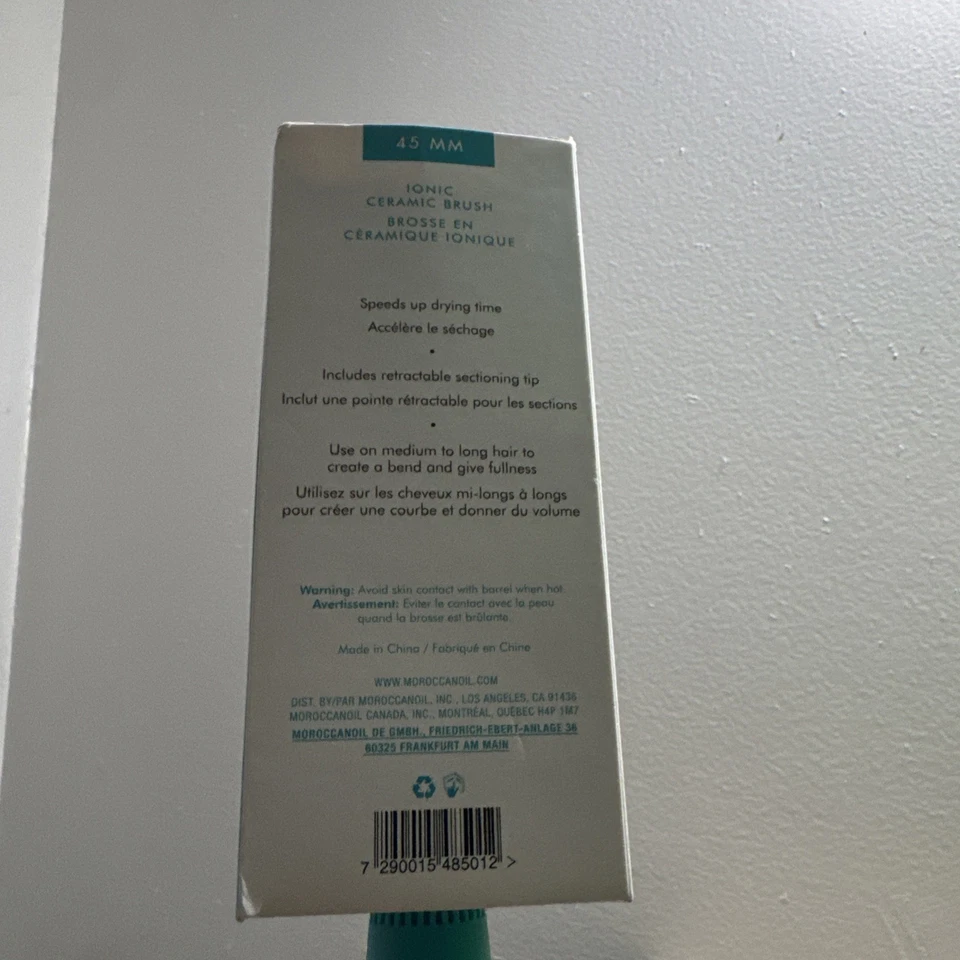 45 MM
IONIC
CERAMIC BRUSH
BROSSE EN
CÉRAMIQUE IONIQUE
Speeds up drying time
Accélère le séchage
•
Includes retractable sectioning tip
Inclut une pointe rétractable pour les sections
•
Use on medium to long hair to
create a bend and give fullness
Utilisez sur les cheveux mi-longs à longs
pour créer une courbe et donner du volume
Warning: Avoid skin contact with barrel when hot
Avertissement: Éviter le contact avec la peau
quand la brosse est brûlante.
Made in China / Fabriqué en Chine
WWW.MOROCCANOIL.COM
DIST. BY/PAR MOROCCANOIL, INC., LOS ANGELES, CA 91436
MOROCCANOIL CANADA, INC., MONTRÉAL, QUÉBEC H4P 1M7
MOROCCANOIL DE GMBH., FRIEDRICH-EBERT-ANLAGE 36
60325 FRANKFURT AM MAIN
7 290015 485012 >